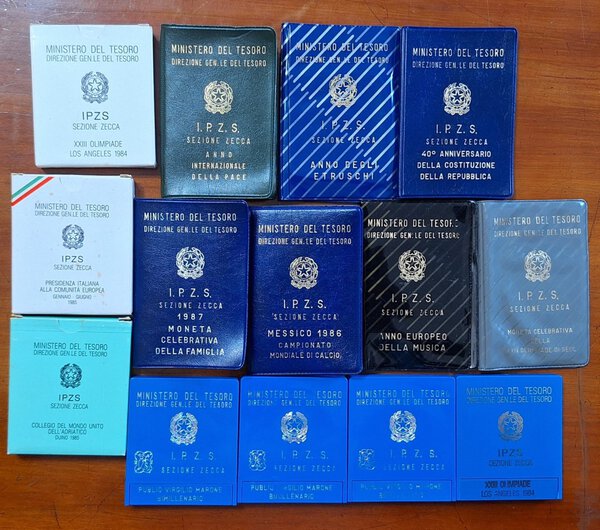 MINISTERO DEL TESORO
DIREZIONE GEN.LE DEL TESORO
IPZS
SEZIONE ZECCA
XXIII OLIMPIADE
LOS ANGELES 1984
MINISTERO DEL TESORO
DIREZIONE GEN.LE DEL TESORO
I.P.Z.S.
SEZIONE ZECCA
ANNO
INTERNAZIONALE
DELLA PACE
MINISTERO DEL TESORO
DIREZIONE GEN.LE DEL TESORO
I.P.Z.S.
SEZIONE ZECCA
ANNO DEGLI
ETRUSCHI
MINISTERO DEL TESORO
DIREZIONE GEN.LE DEL TESORO
I.P.Z.S.
SEZIONE ZECCA
40° ANNIVERSARIO
DELLA COSTITUZIONE
DELLA REPUBBLICA
MINISTERO DEL TESORO
DIREZIONE GEN.LE DEL TESORO
IPZS
SEZIONE ZECCA
PRESIDENZA ITALIANA
ALLA COMUNITA' EUROPEA
GENNAIO - GIUGNO
1985
MINISTERO DEL TESORO
DIREZIONE GEN.LE DEL TESORO
I.P.Z.S.
SEZIONE ZECCA
1987
MONETA
CELEBRATIVA
DELLA FAMIGLIA
MINISTERO DEL TESORO
DIREZIONE GEN.LE DEL TESORO
I.P.Z.S.
SEZIONE ZECCA
MESSICO 1986
CAMPIONATO
MONDIALE DI CALCIO
MINISTERO DEL TESORO
DIREZIONE GEN.LE DEL TESORO
I.P.Z.S.
SEZIONE ZECCA
ANNO EUROPEO
DELLA MUSICA
MINISTERO DEL TESORO
DIREZIONE GEN.LE DEL TESORO
I.P.Z.S.
SEZIONE ZECCA
MONETA CELEBRATIVA
MINISTERO DEL TESORO
DIREZIONE GEN.LE DEL TESORO
IPZS
SEZIONE ZECCA
COLLEGIO DEL MONDO UNITO
DELL'ADRIATICO
DUINO 1985
MINISTERO DEL TESORO
DIREZIONE GEN.LE DEL TESORO
I.P.Z.S.
SEZIONE ZECCA
PUBLIO VIRGILIO MARONE
BIMILLENARIO
MINISTERO DEL TESORO
DIREZIONE GEN.LE DEL TESORO
I.P.Z.S.
SEZIONE ZECCA
PUBLIO VIRGILIO MARONE
BIMILLENARIO
MINISTERO DEL TESORO
DIREZIONE GEN.LE DEL TESORO
I.P.Z.S.
SEZIONE ZECCA
PUBLIO VIRGILIO MARONE
MINISTERO DEL TESORO
DIREZIONE GEN.LE DEL TESORO
I.P.Z.S.
SEZIONE ZECCA
XXIII OLIMPIADE
LOS ANGELES 1984